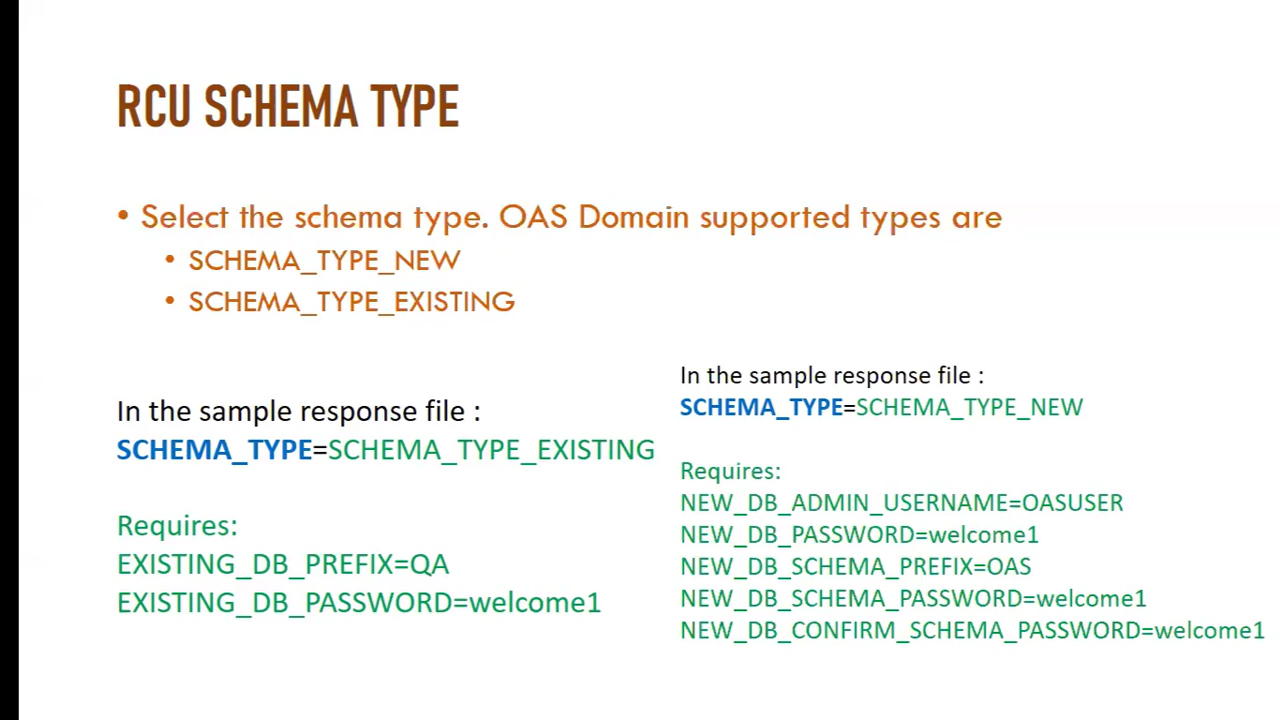 RCU SCHEMA TYPE
• Select the schema type. OAS Domain supported types are
• SCHEMA_TYPE_NEW
• SCHEMA_TYPE_EXISTING
In the sample response file :
SCHEMA_TYPE=SCHEMA_TYPE_EXISTING
Requires:
EXISTING_DB_PREFIX=QA
EXISTING_DB_PASSWORD=welcome1
In the sample response file :
SCHEMA_TYPE=SCHEMA_TYPE_NEW
Requires:
NEW_DB_ADMIN_USERNAME=OASUSER
NEW_DB_PASSWORD=welcome1
NEW_DB_SCHEMA_PREFIX=OAS
NEW_DB_SCHEMA_PASSWORD=welcome1
NEW_DB_CONFIRM_SCHEMA_PASSWORD=welcome1